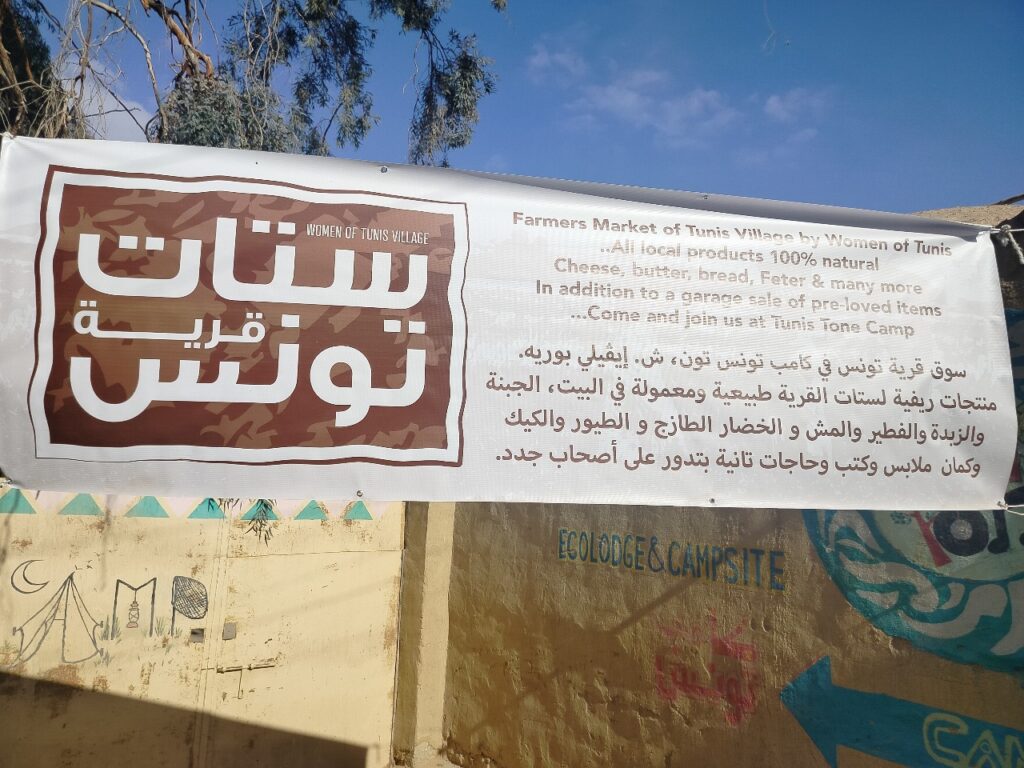 WOMEN OF TUNIS VILLAGE
ستات
قرية
تونس
Farmers Market of Tunis Village by Women of Tunis
..All local products 100% natural
Cheese, butter, bread, Feter & many more
In addition to a garage sale of pre-loved items
...Come and join us at Tunis Tone Camp
سوق قرية تونس في كامب تونس تون، ش. إيڤيلي بوريه.
منتجات ريفية لستات القرية طبيعية ومعمولة في البيت، الجبنة
والزبدة والفطير والمش و الخضار الطازج و الطيور والكيك
وكمان ملابس وكتب وحاجات تانية بتدور على أصحاب جدد.
CAMP
ECOLODGE&CAMPSITE
تونس